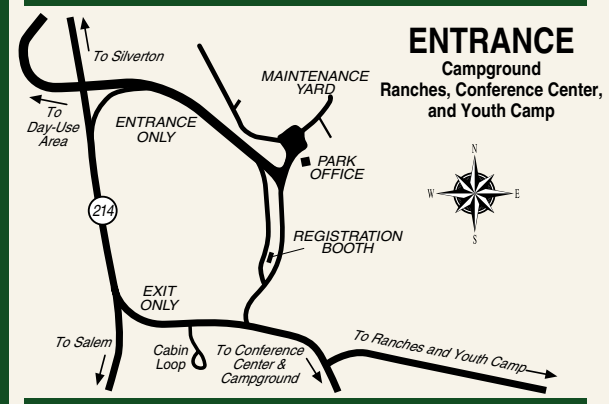 ENTRANCE
Campground
Ranches, Conference Center,
and Youth Camp
To Silverton
MAINTENANCE
YARD
To
Day-Use
Area
ENTRANCE
ONLY
PARK
OFFICE
N
W
E
S
214
REGISTRATION
BOOTH
EXIT
ONLY
To Salem
Cabin
Loop
To Conference
Center &
Campground
To Ranches and Youth Camp